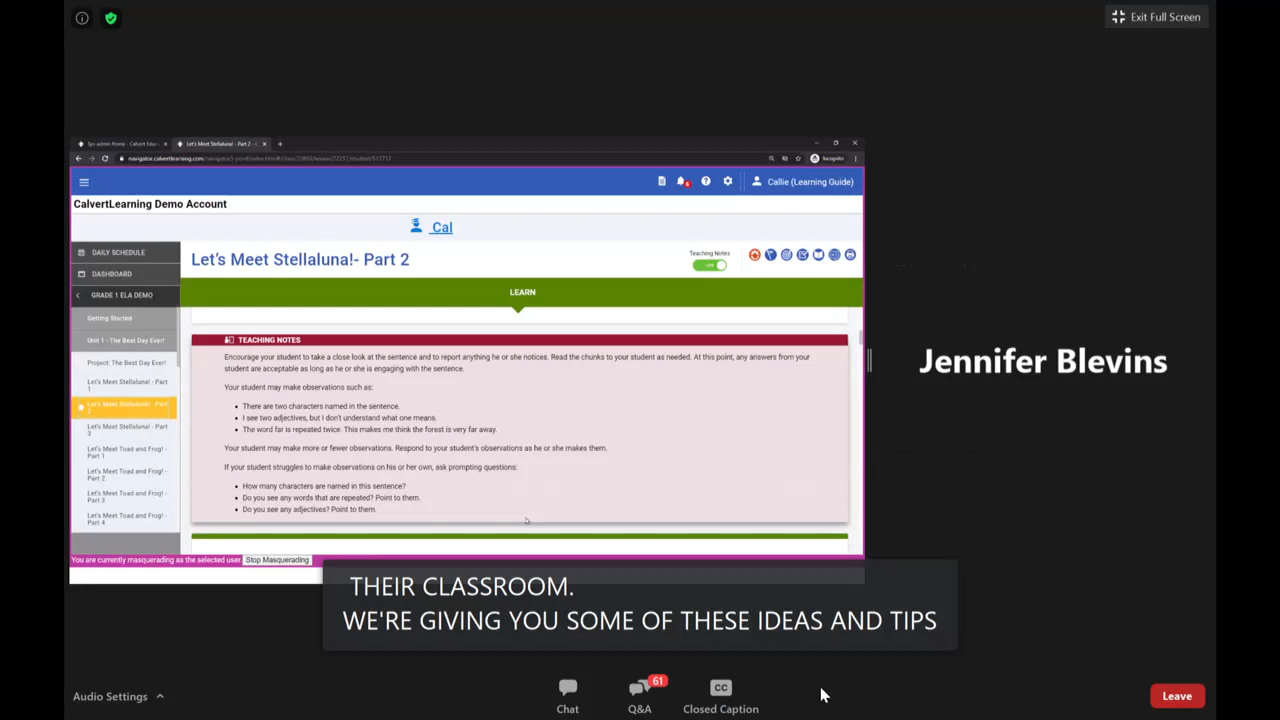 Exit Full Screen
Let's Meet Stellaluna! - Part 2 - C
Incognito
Callie (Learning Guide)
CalvertLearning Demo Account
Cal
DAILY SCHEDULE
DASHBOARD
GRADE 1 ELA DEMO
Getting Started
Unit 1 - The Best Day Ever!
Project: The Best Day Ever!
Let's Meet Stellaluna! - Part
1
Let's Meet Stellaluna! - Part
2
Let's Meet Stellaluna! - Part
3
Let's Meet Toad and Frog! -
Part 1
Let's Meet Toad and Frog! -
Part 2
Let's Meet Toad and Frog! -
Part 3
Let's Meet Toad and Frog! -
Part 4
Let's Meet Stellaluna!- Part 2
Teaching Notes
LEARN
TEACHING NOTES
Encourage your student to take a close look at the sentence and to report anything he or she notices. Read the chunks to your student as needed. At this point, any answers from your
student are acceptable as long as he or she is engaging with the sentence.
Your student may make observations such as:
• There are two characters named in the sentence.
• I see two adjectives, but I don't understand what one means.
• The word far is repeated twice. This makes me think the forest is very far away.
Your student may make more or fewer observations. Respond to your student's observations as he or she makes them.
If your student struggles to make observations on his or her own, ask prompting questions:
• How many characters are named in this sentence?
• Do you see any words that are repeated? Point to them.
• Do you see any adjectives? Point to them.
You are currently masquerading as the selected user. Stop Masquerading
Jennifer Blevins
THEIR CLASSROOM.
WE'RE GIVING YOU SOME OF THESE IDEAS AND TIPS
Audio Settings
Chat
61
Q&A
CC
Closed Caption
Leave